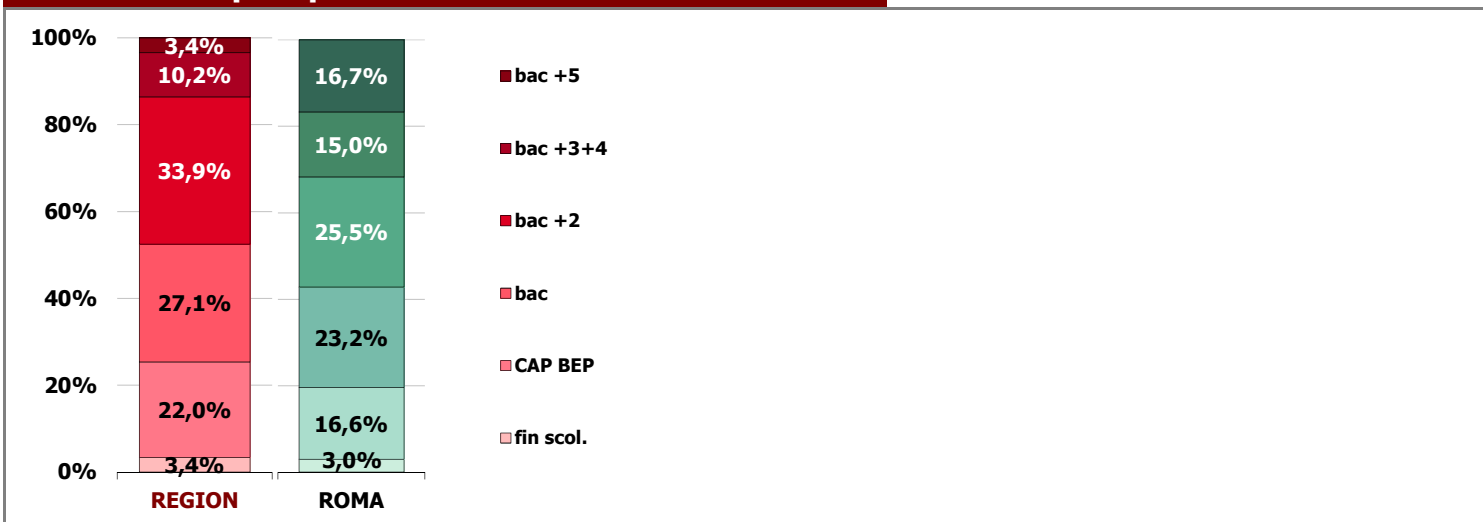 100%
80%
60%
40%
20%
0%
3,4%
10,2%
33,9%
27,1%
22,0%
3,4%
REGION
16,7%
15,0%
25,5%
23,2%
16,6%
3,0%
ROMA
bac +5
bac +3+4
bac +2
bac
CAP BEP
fin scol.